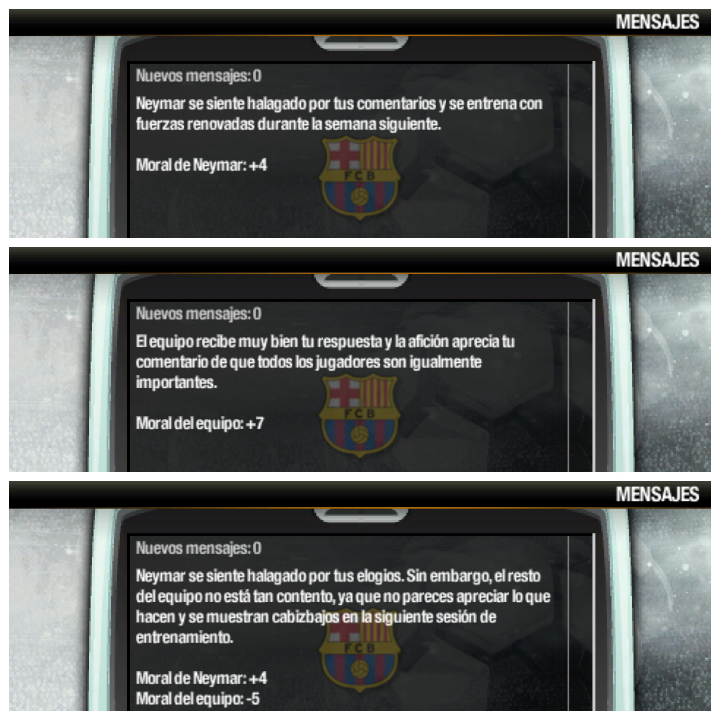 MENSAJES
Nuevos mensajes: 0
Neymar se siente halagado por tus comentarios y se entrena con
fuerzas renovadas durante la semana siguiente.
Moral de Neymar: +4
FCB
MENSAJES
Nuevos mensajes: 0
El equipo recibe muy bien tu respuesta y la afición aprecia tu
comentario de que todos los jugadores son igualmente
importantes.
Moral del equipo: +7
FCB
MENSAJES
Nuevos mensajes: 0
Neymar se siente halagado por tus elogios. Sin embargo, el resto
del equipo no está tan contento, ya que no pareces apreciar lo que
hacen y se muestran cabizbajos en la siguiente sesión de
entrenamiento.
FCB
Moral de Neymar: +4
Moral del equipo: -5